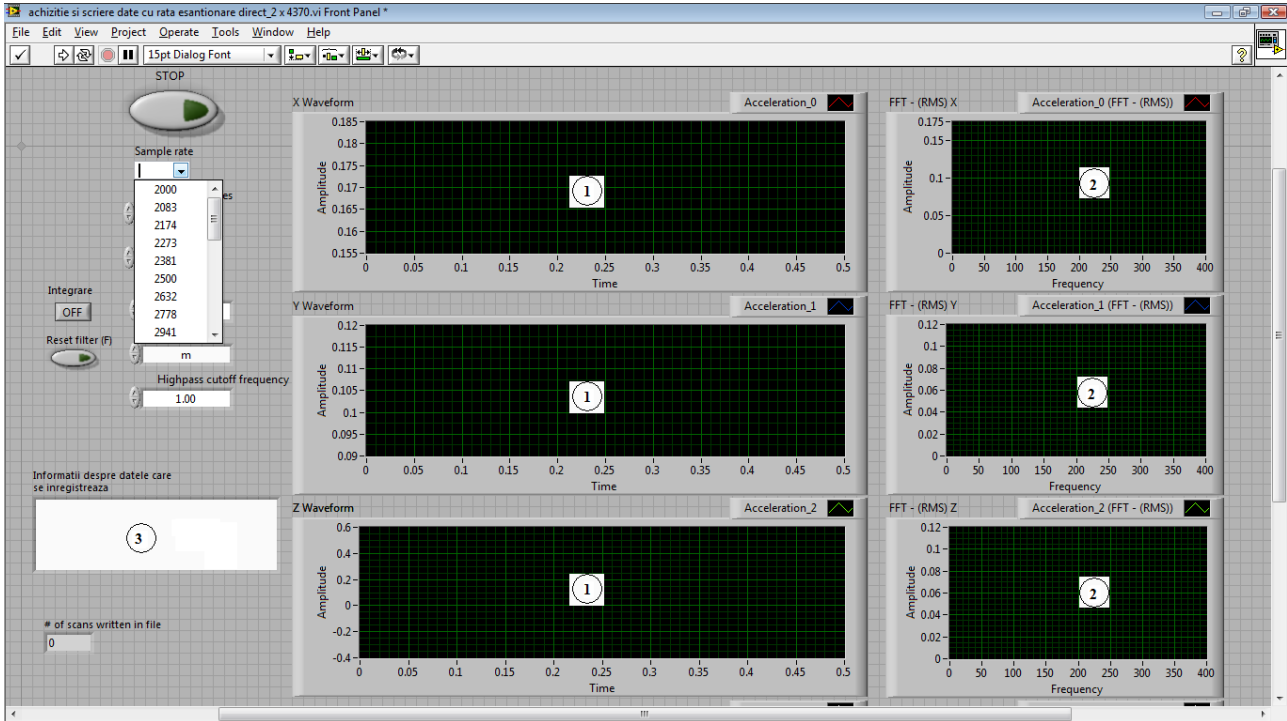 achizitie si scriere date cu rata esantionare direct_2 x 4370.vi Front Panel *
File Edit View Project Operate Tools Window Help
15pt Dialog Font
STOP
Sample rate
2000
2083
2174
2273
2381
2500
2632
2778
2941
es
Integrare
OFF
Reset filter (F)
m
Highpass cutoff frequency
1.00
Informatii despre datele care
se inregistreaza
3
# of scans written in file
0
X Waveform
Acceleration_0
Amplitude
0.185
0.18
0.175
0.17
0.165
0.16
0.155
1
0 0.05 0.1 0.15 0.2 0.25 0.3 0.35 0.4 0.45 0.5
Time
FFT - (RMS) X
Acceleration_0 (FFT - (RMS))
Amplitude
0.175
0.15
0.1
0.05
0
2
0 50 100 150 200 250 300 350 400
Frequency
Y Waveform
Acceleration_1
Amplitude
0.12
0.115
0.11
0.105
0.1
0.095
0.09
1
0 0.05 0.1 0.15 0.2 0.25 0.3 0.35 0.4 0.45 0.5
Time
FFT - (RMS) Y
Acceleration_1 (FFT - (RMS))
Amplitude
0.12
0.1
0.08
0.06
0.04
0.02
0
2
0 50 100 150 200 250 300 350 400
Frequency
Z Waveform
Acceleration_2
Amplitude
0.6
0.4
0.2
0
-0.2
-0.4
1
0 0.05 0.1 0.15 0.2 0.25 0.3 0.35 0.4 0.45 0.5
Time
FFT - (RMS) Z
Acceleration_2 (FFT - (RMS))
Amplitude
0.12
0.1
0.08
0.06
0.04
0.02
0
2
0 50 100 150 200 250 300 350 400
Frequency